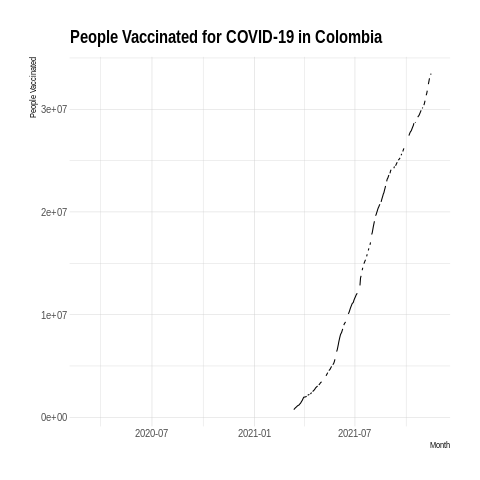 People Vaccinated for COVID-19 in Colombia
People Vaccinated
3e+07
2e+07
1e+07
0e+00
2020-07 2021-01 2021-07
Month